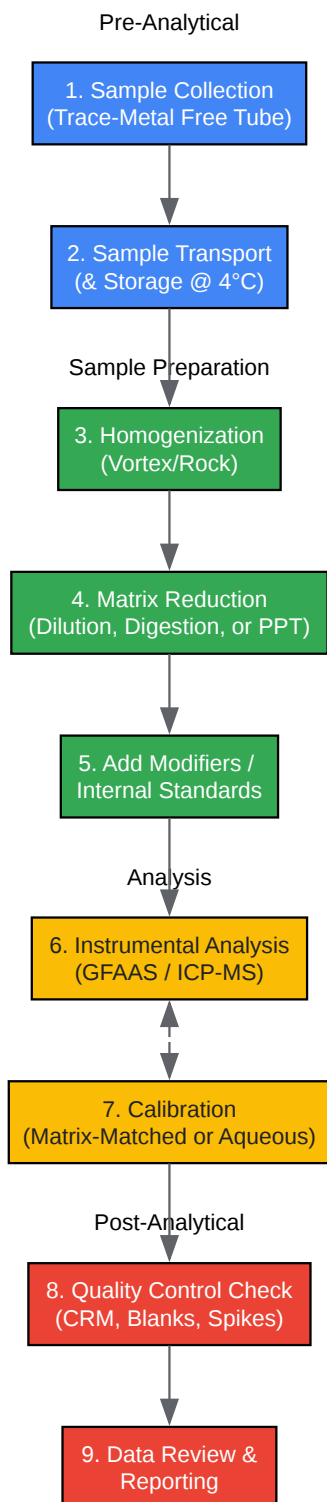 Pre-Analytical
1. Sample Collection
(Trace-Metal Free Tube)
2. Sample Transport
(& Storage @ 4°C)
Sample Preparation
3. Homogenization
(Vortex/Rock)
4. Matrix Reduction
(Dilution, Digestion, or PPT)
5. Add Modifiers /
Internal Standards
Analysis
6. Instrumental Analysis
(GFAAS / ICP-MS)
7. Calibration
(Matrix-Matched or Aqueous)
Post-Analytical
8. Quality Control Check
(CRM, Blanks, Spikes)
9. Data Review &
Reporting